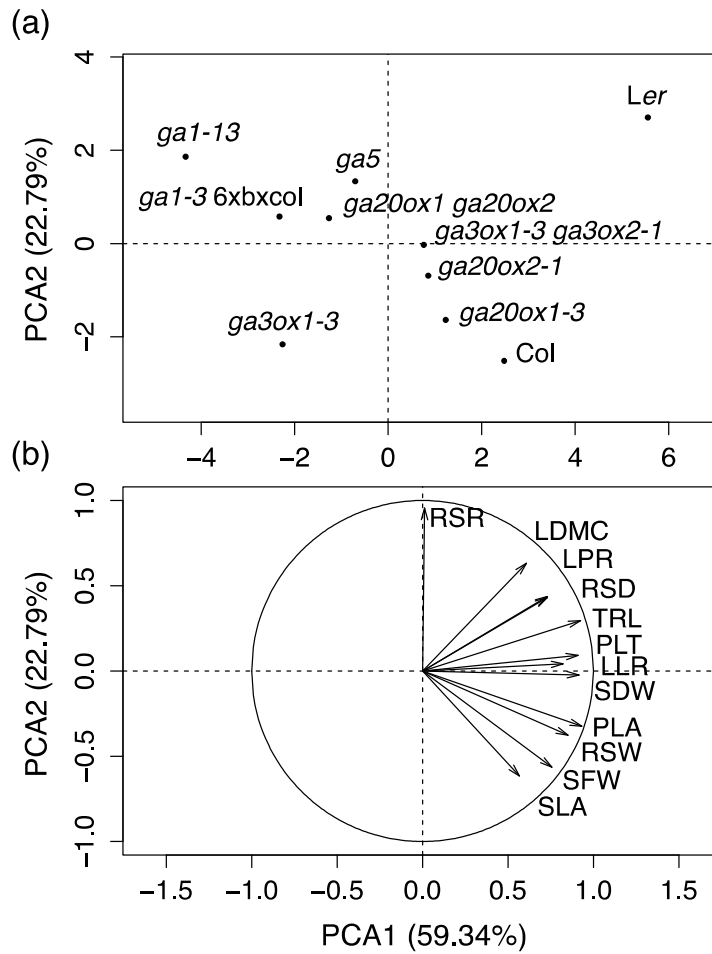 (a)
4
2
0
−2
PCA2 (22.79%)
Ler
ga1-13
ga5
ga1-3 6xbxcol
ga20ox1 ga20ox2
ga3ox1-3 ga3ox2-1
ga20ox2-1
ga3ox1-3
ga20ox1-3
Col
−4 −2 0 2 4 6
(b)
1.0
0.5
0.0
−0.5
−1.0
PCA2 (22.79%)
RSR
LDMC
LPR
RSD
TRL
PLT
LLR
SDW
PLA
RSW
SFW
SLA
−1.5 −1.0 −0.5 0.0 0.5 1.0 1.5
PCA1 (59.34%)